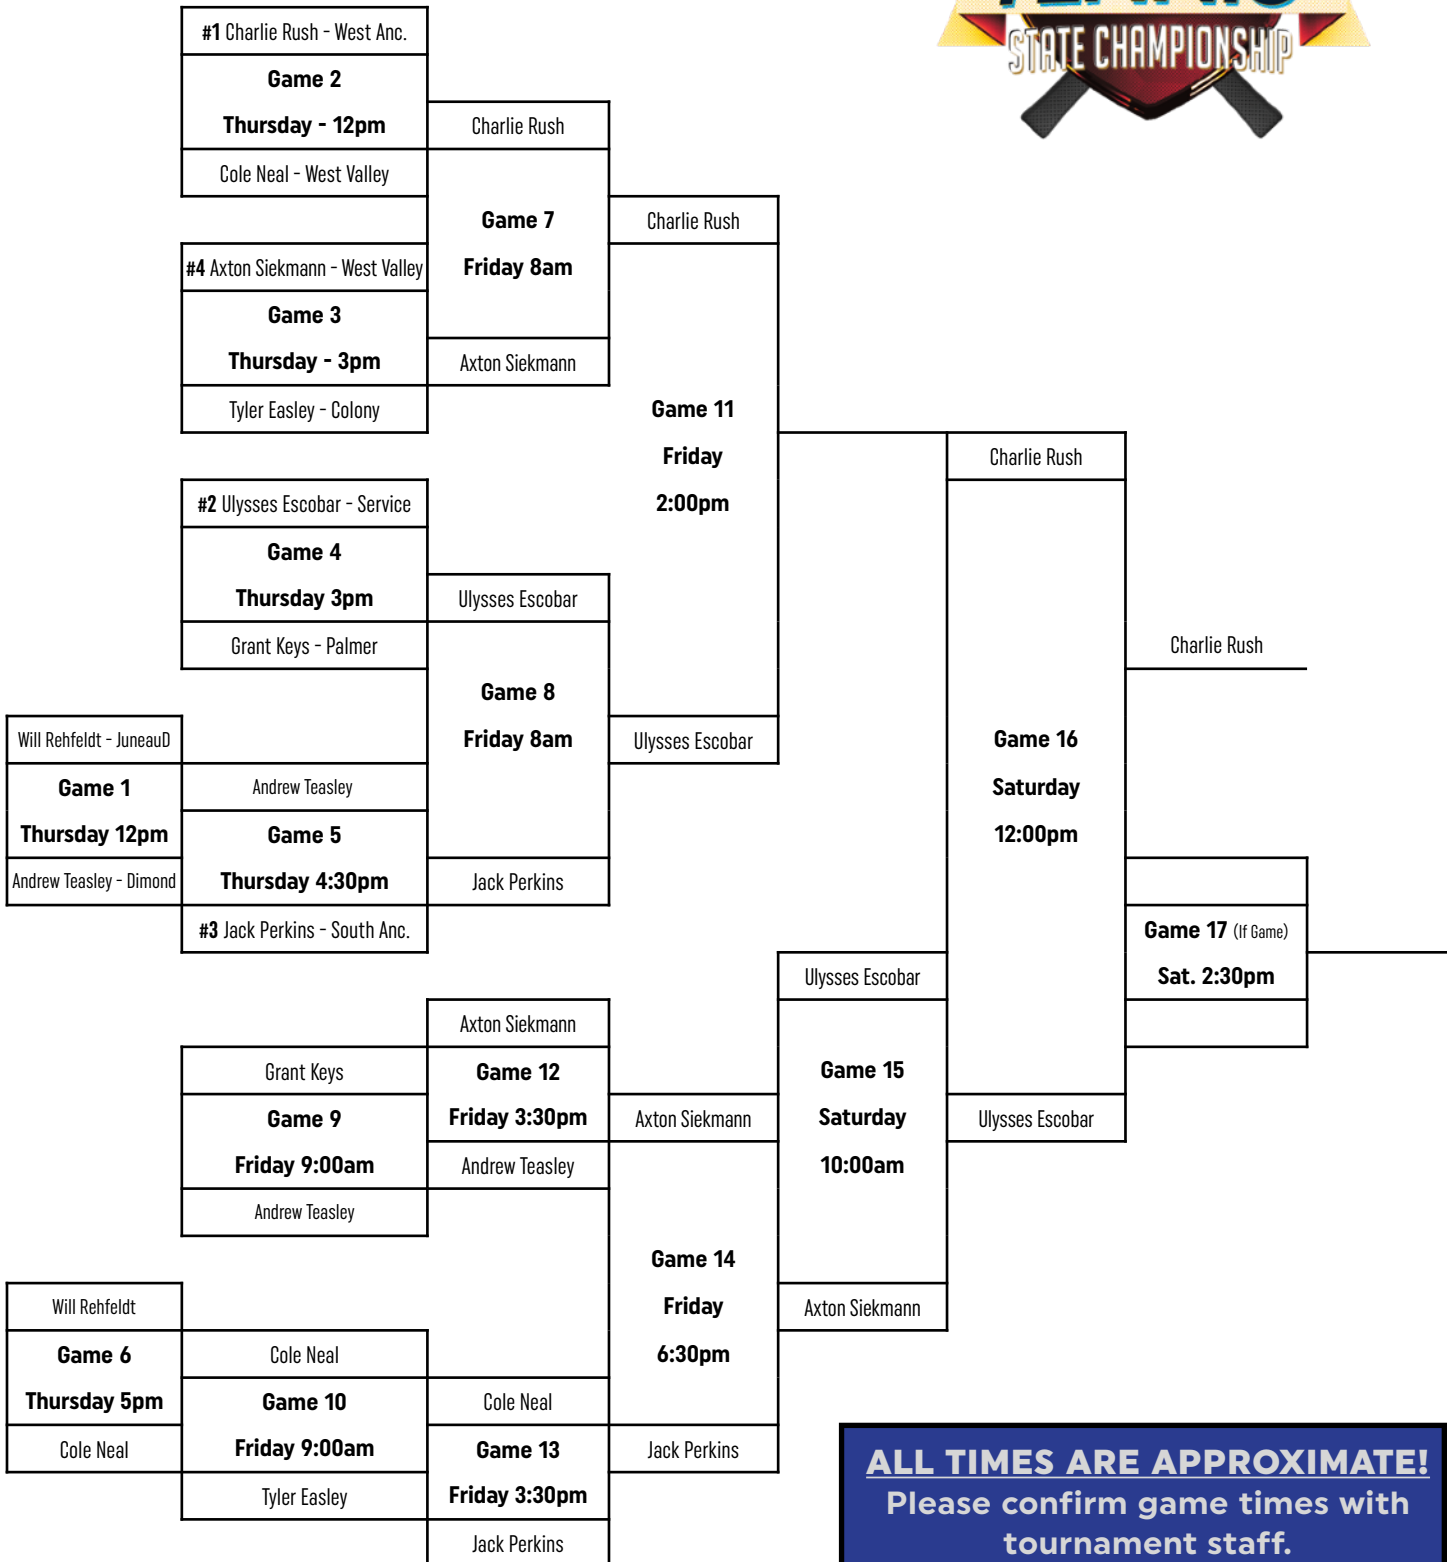 STATE CHAMPIONSHIP
#1 Charlie Rush - West Anc.
Game 2
Thursday - 12pm
Cole Neal - West Valley
#4 Axton Siekmann - West Valley
Game 3
Thursday - 3pm
Tyler Easley - Colony
#2 Ulysses Escobar - Service
Game 4
Thursday 3pm
Grant Keys - Palmer
Will Rehfeldt - JuneauD
Game 1
Thursday 12pm
Andrew Teasley - Dimond
Andrew Teasley
Game 5
Thursday 4:30pm
#3 Jack Perkins - South Anc.
Charlie Rush
Game 7
Friday 8am
Axton Siekmann
Ulysses Escobar
Game 8
Friday 8am
Jack Perkins
Charlie Rush
Game 11
Friday
2:00pm
Ulysses Escobar
Charlie Rush
Game 16
Saturday
12:00pm
Ulysses Escobar
Charlie Rush
Game 17 (If Game)
Sat. 2:30pm
Grant Keys
Game 9
Friday 9:00am
Andrew Teasley
Will Rehfeldt
Game 6
Thursday 5pm
Cole Neal
Cole Neal
Game 10
Friday 9:00am
Tyler Easley
Axton Siekmann
Game 12
Friday 3:30pm
Andrew Teasley
Cole Neal
Game 13
Friday 3:30pm
Jack Perkins
Axton Siekmann
Game 14
Friday
6:30pm
Jack Perkins
Ulysses Escobar
Game 15
Saturday
10:00am
Axton Siekmann
ALL TIMES ARE APPROXIMATE!
Please confirm game times with
tournament staff.